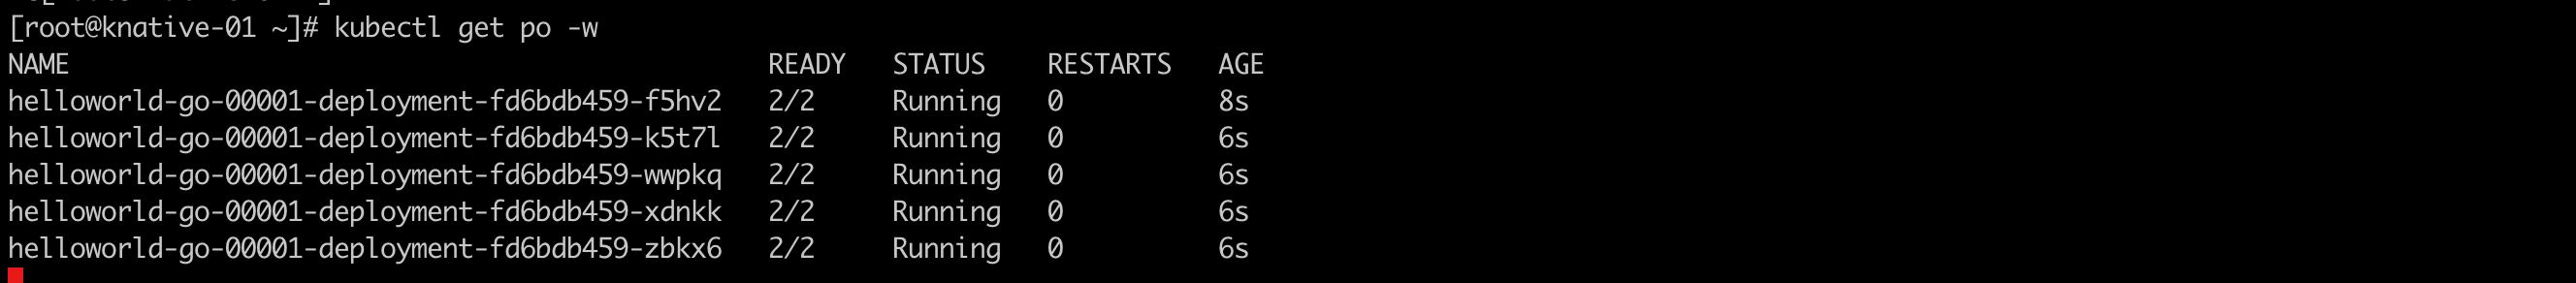 [root@knative-01 ~]# kubectl get po -w
NAME READY STATUS RESTARTS AGE
helloworld-go-00001-deployment-fd6bdb459-f5hv2 2/2 Running 0 8s
helloworld-go-00001-deployment-fd6bdb459-k5t7l 2/2 Running 0 6s
helloworld-go-00001-deployment-fd6bdb459-wwpkq 2/2 Running 0 6s
helloworld-go-00001-deployment-fd6bdb459-xdnkk 2/2 Running 0 6s
helloworld-go-00001-deployment-fd6bdb459-zbkx6 2/2 Running 0 6s